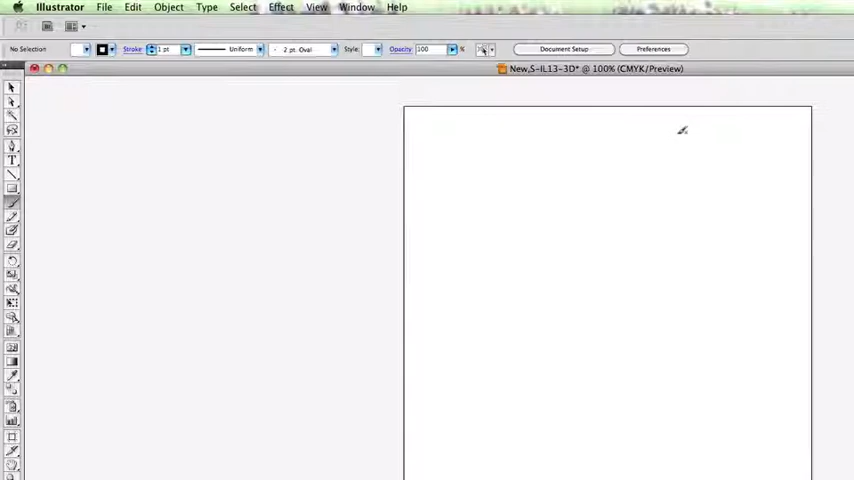 Illustrator File Edit Object Type Select Effect View Window Help
No Selection Stroke: 1 pt Uniform 2 pt. Oval Style: Opacity 100 % Document Setup Preferences
New,S-IL13-3D* @ 100% (CMYK/Preview)
T